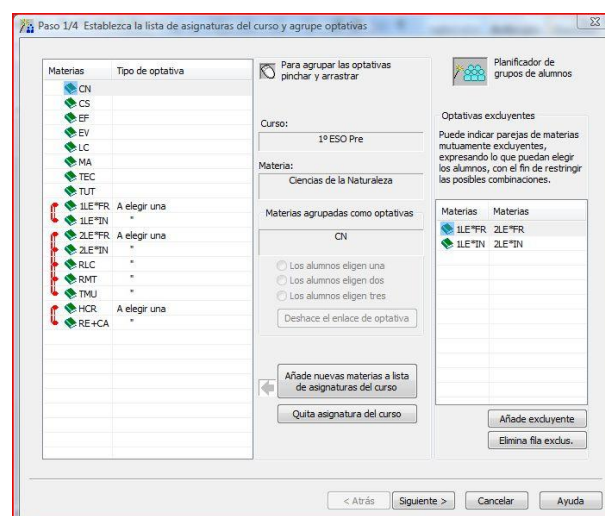 Paso 1/4 Establezca la lista de asignaturas del curso y agrupe optativas
Materias Tipo de optativa
CN
CS
EF
EV
LC
MA
TEC
TUT
1LE*FR A elegir una
1LE*IN "
2LE*FR A elegir una
2LE*IN "
RLC "
RMT "
TMU "
HCR A elegir una
RE+CA "
Para agrupar las optativas
pinchar y arrastrar
Curso:
1º ESO Pre
Materia:
Ciencias de la Naturaleza
Materias agrupadas como optativas
CN
Los alumnos eligen una
Los alumnos eligen dos
Los alumnos eligen tres
Deshace el enlace de optativa
Añade nuevas materias a lista
de asignaturas del curso
Quita asignatura del curso
Planificador de
grupos de alumnos
Optativas excluyentes
Puede indicar parejas de materias
mutuamente excluyentes,
expresando lo que puedan elegir
los alumnos, con el fin de restringir
las posibles combinaciones.
Materias Materias
1LE*FR 2LE*FR
1LE*IN 2LE*IN
Añade excluyente
Elimina fila exclus.
< Atrás Siguiente > Cancelar Ayuda